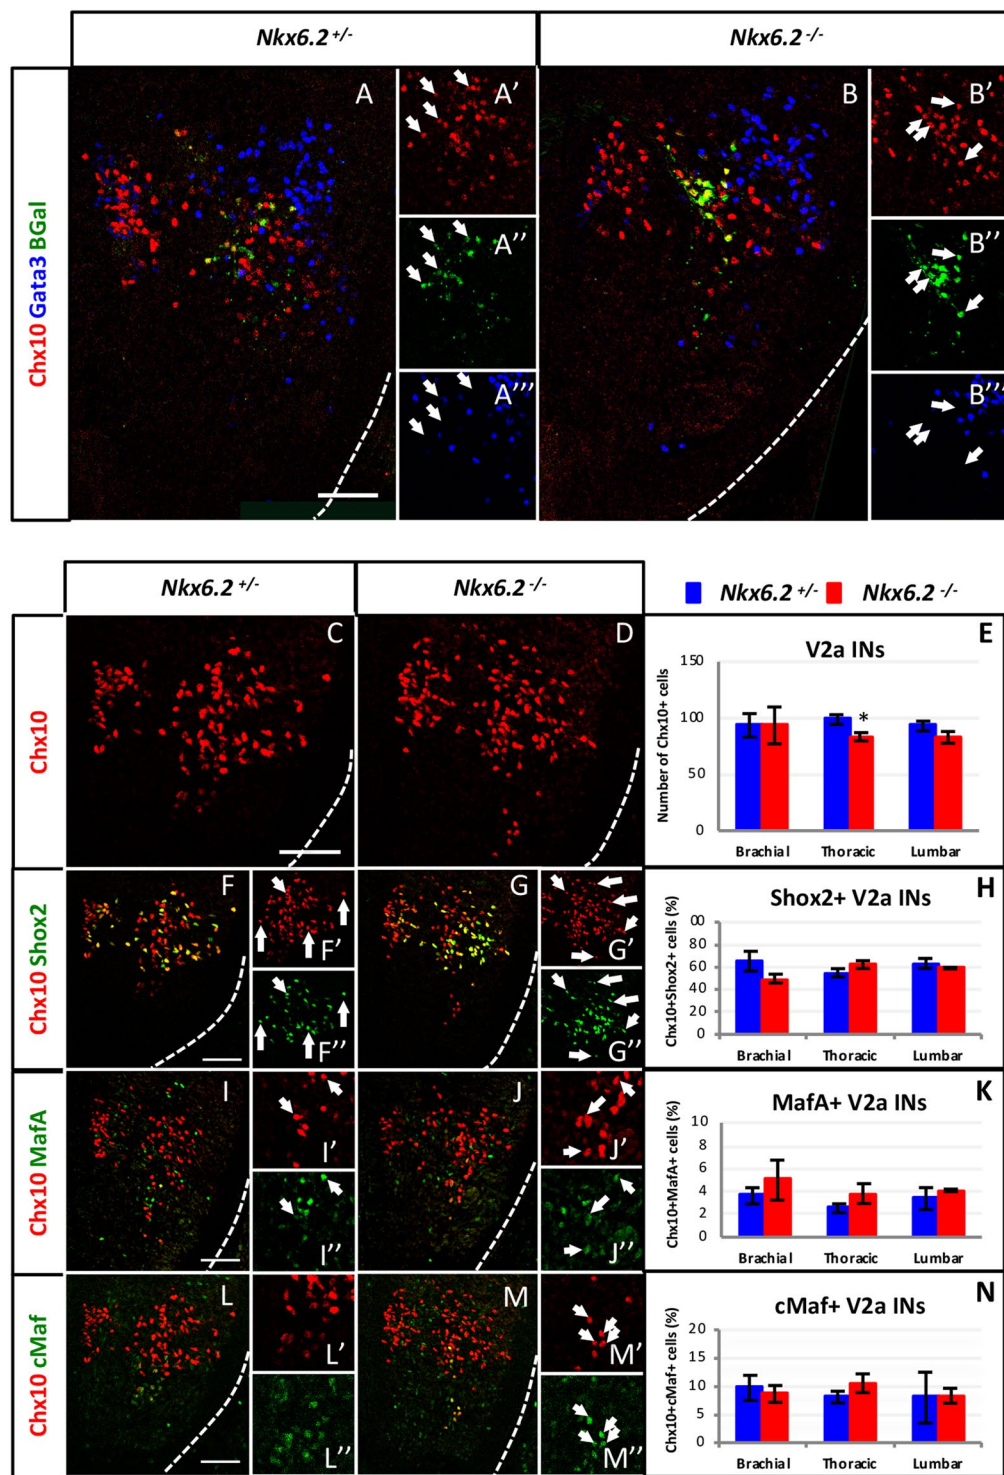 Nkx6.2 +/-
Nkx6.2 -/-
Chx10 Gata3 BGal
A
A'
A''
A'''
B
B'
B''
B'''
Nkx6.2 +/-
Nkx6.2 -/-
Nkx6.2 +/- Nkx6.2 -/-
Chx10
C
D
E
V2a INs
Number of Chx10+ cells
150
100
50
0
*
Brachial Thoracic Lumbar
Chx10 Shox2
F
F'
F''
G
G'
G''
H
Shox2+ V2a INs
Chx10+Shox2+ cells (%)
00
80
60
40
20
0
Brachial Thoracic Lumbar
Chx10 MafA
I
I'
I''
J
J'
J''
K
MafA+ V2a INs
Chx10+MafA+ cells (%)
10
8
6
4
2
0
Brachial Thoracic Lumbar
Chx10 cMaf
L
L'
L''
M
M'
M''
N
cMaf+ V2a INs
Chx10+cMaf+ cells (%)
20
15
10
5
0
Brachial Thoracic Lumbar